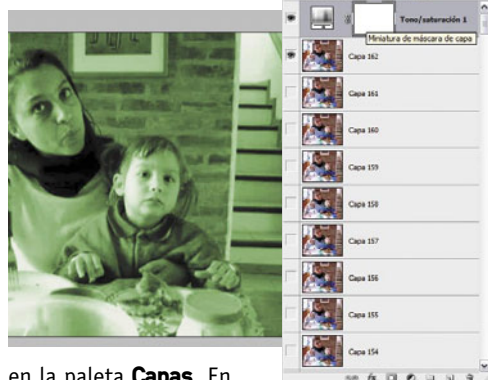 Tono/saturación 1
Miniatura de máscara de capa
Capa 162
Capa 161
Capa 160
Capa 159
Capa 158
Capa 157
Capa 156
Capa 155
Capa 154
en la paleta Capas. En